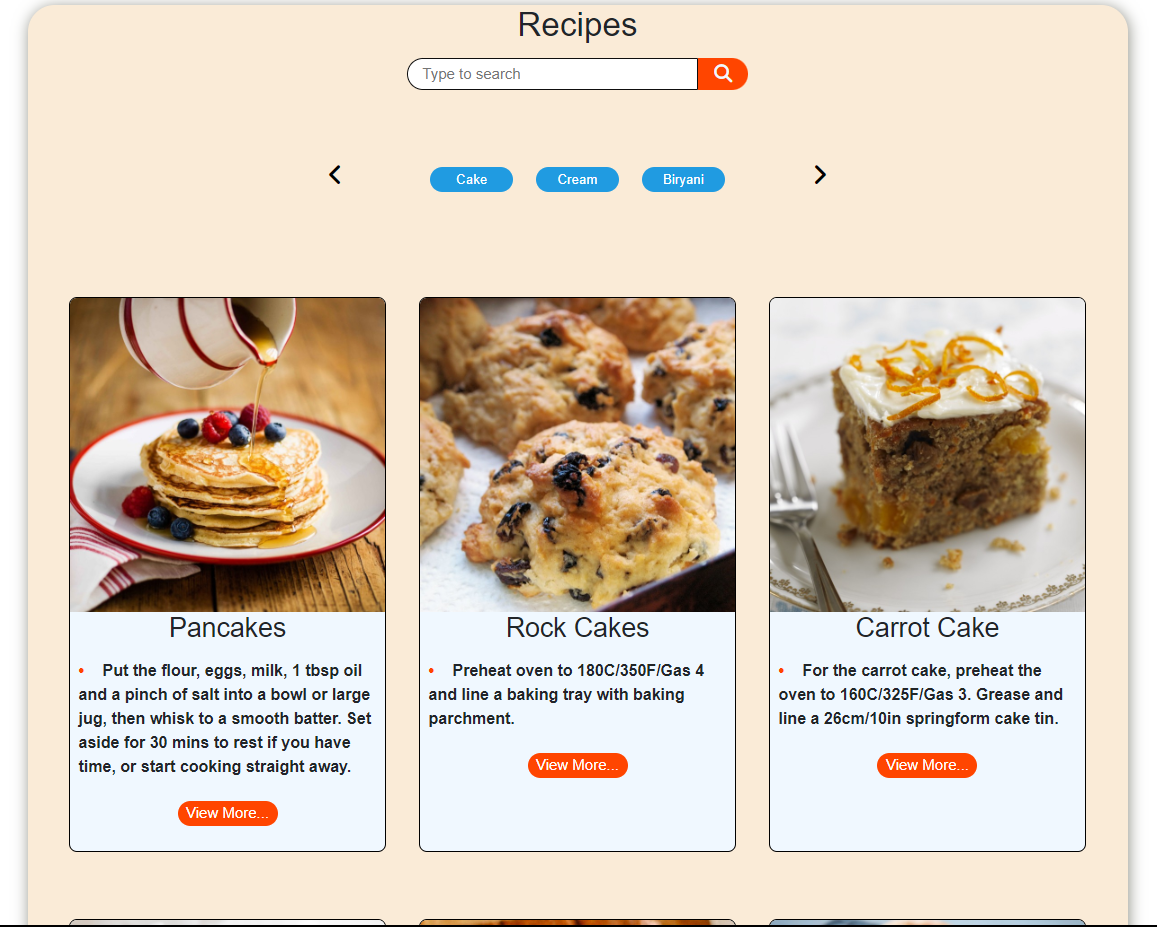 Recipes
Type to search
Cake Cream Biryani
Pancakes
• Put the flour, eggs, milk, 1 tbsp oil
and a pinch of salt into a bowl or large
jug, then whisk to a smooth batter. Set
aside for 30 mins to rest if you have
time, or start cooking straight away.
View More...
Rock Cakes
• Preheat oven to 180C/350F/Gas 4
and line a baking tray with baking
parchment.
View More...
Carrot Cake
• For the carrot cake, preheat the
oven to 160C/325F/Gas 3. Grease and
line a 26cm/10in springform cake tin.
View More...